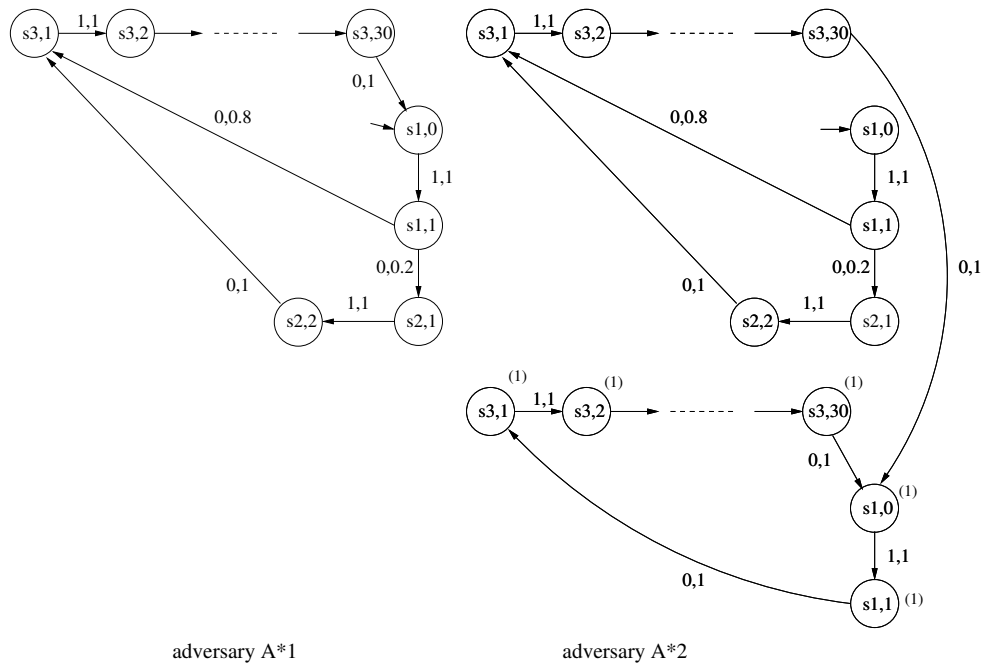 s3,1 1,1 s3,2 s3,30
0,1
s1,0
0,0.8
1,1
s1,1
0,0.2
0,1
1,1
s2,2 s2,1
adversary A*1
s3,1 1,1 s3,2 s3,30
s1,0
0,0.8
1,1
s1,1
0,0.2
0,1
0,1
1,1
s2,2 s2,1
(1) (1) (1)
s3,1 1,1 s3,2 s3,30
0,1
(1)
s1,0
1,1
0,1
s1,1 (1)
adversary A*2